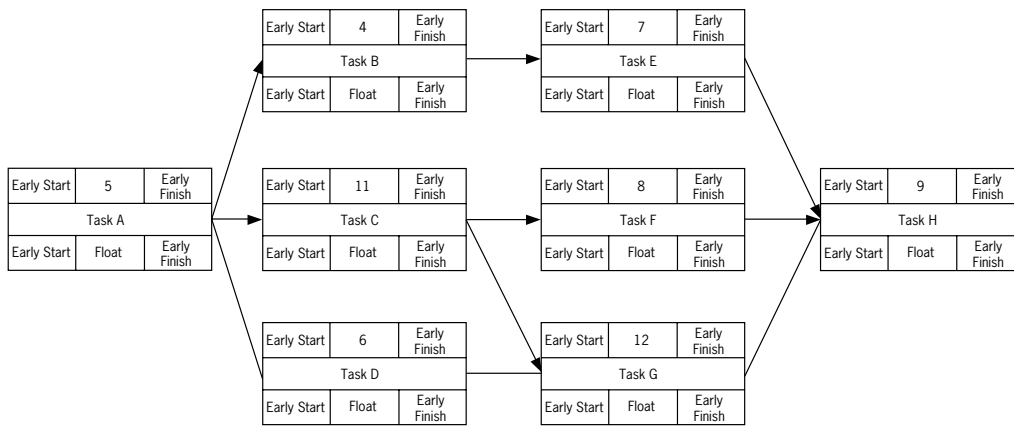 Early Start 4 Early Finish
Task B
Early Start Float Early Finish
Early Start 7 Early Finish
Task E
Early Start Float Early Finish
Early Start 5 Early Finish
Task A
Early Start Float Early Finish
Early Start 11 Early Finish
Task C
Early Start Float Early Finish
Early Start 8 Early Finish
Task F
Early Start Float Early Finish
Early Start 9 Early Finish
Task H
Early Start Float Early Finish
Early Start 6 Early Finish
Task D
Early Start Float Early Finish
Early Start 12 Early Finish
Task G
Early Start Float Early Finish